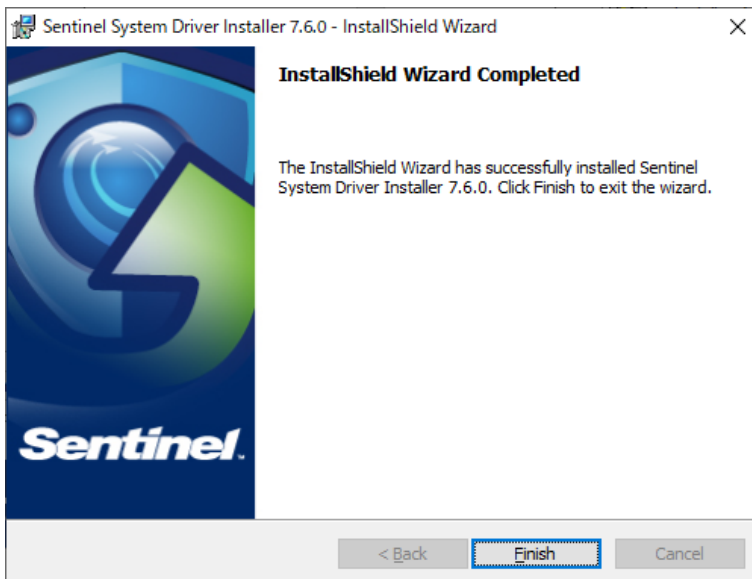 Sentinel System Driver Installer 7.6.0 - InstallShield Wizard
InstallShield Wizard Completed
The InstallShield Wizard has successfully installed Sentinel
System Driver Installer 7.6.0. Click Finish to exit the wizard.
Sentinel™
< Back
Finish
Cancel